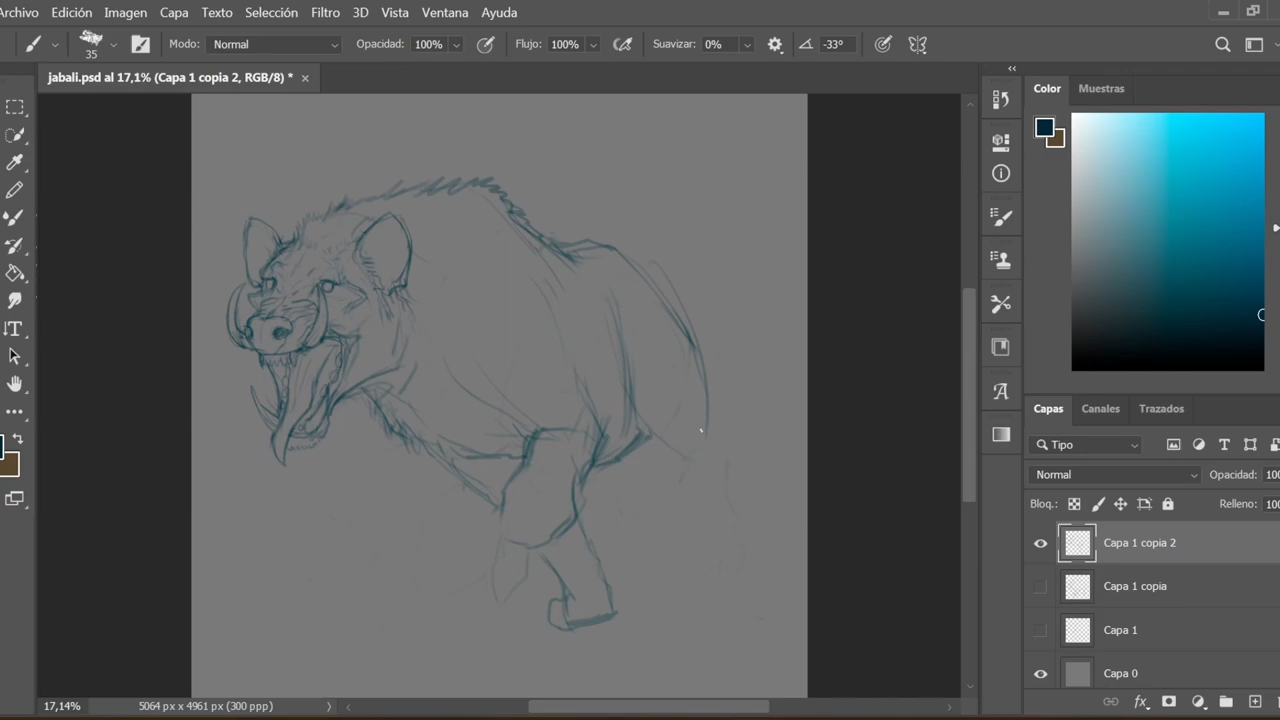 Archivo Edición Imagen Capa Texto Selección Filtro 3D Vista Ventana Ayuda
35 Modo: Normal Opacidad: 100% Flujo: 100% Suavizar: 0% -33°
jabali.psd al 17,1% (Capa 1 copia 2, RGB/8) * ×
Color Muestras
Capas Canales Trazados
Tipo
Normal Opacidad: 100
Bloq.: Relleno: 100
Capa 1 copia 2
Capa 1 copia
Capa 1
Capa 0
17,14% 5064 px x 4961 px (300 ppp)